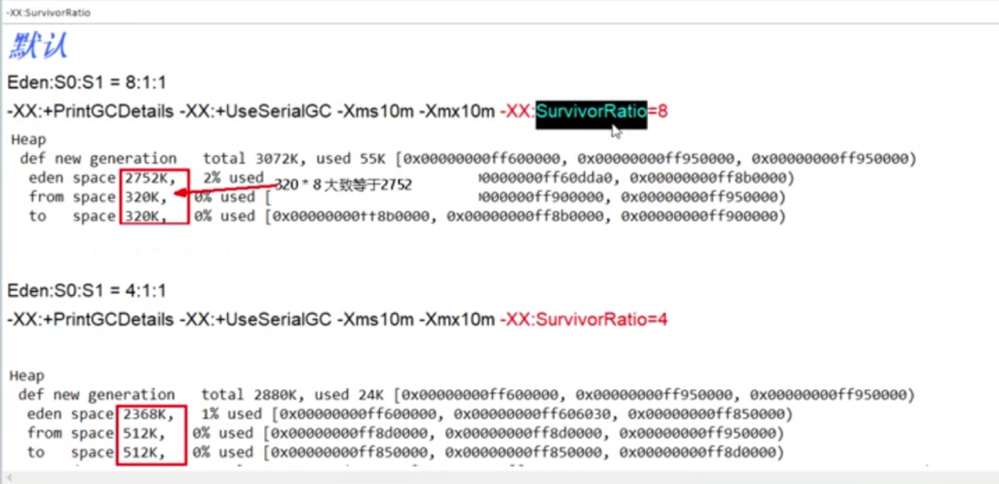 -XX:SurvivorRatio
默认
Eden:S0:S1 = 8:1:1
-XX:+PrintGCDetails -XX:+UseSerialGC -Xms10m -Xmx10m -XX:SurvivorRatio=8
Heap
def new generation total 3072K, used 55K [0x00000000ff600000, 0x00000000ff950000, 0x00000000ff950000)
eden space 2752K, 2% used 0000000ff60dda0, 0x00000000ff8b0000)
320 * 8 大致等于2752
from space 320K, 0% used [ 000000ff900000, 0x00000000ff950000)
to space 320K, 0% used [0x00000000ff8b0000, 0x00000000ff8b0000, 0x00000000ff900000)
Eden:S0:S1 = 4:1:1
-XX:+PrintGCDetails -XX:+UseSerialGC -Xms10m -Xmx10m -XX:SurvivorRatio=4
Heap
def new generation total 2880K, used 24K [0x00000000ff600000, 0x00000000ff950000, 0x00000000ff950000)
eden space 2368K, 1% used [0x00000000ff600000, 0x00000000ff606030, 0x00000000ff850000)
from space 512K, 0% used [0x00000000ff8d0000, 0x00000000ff8d0000, 0x00000000ff950000)
to space 512K, 0% used [0x00000000ff850000, 0x00000000ff850000, 0x00000000ff8d0000)